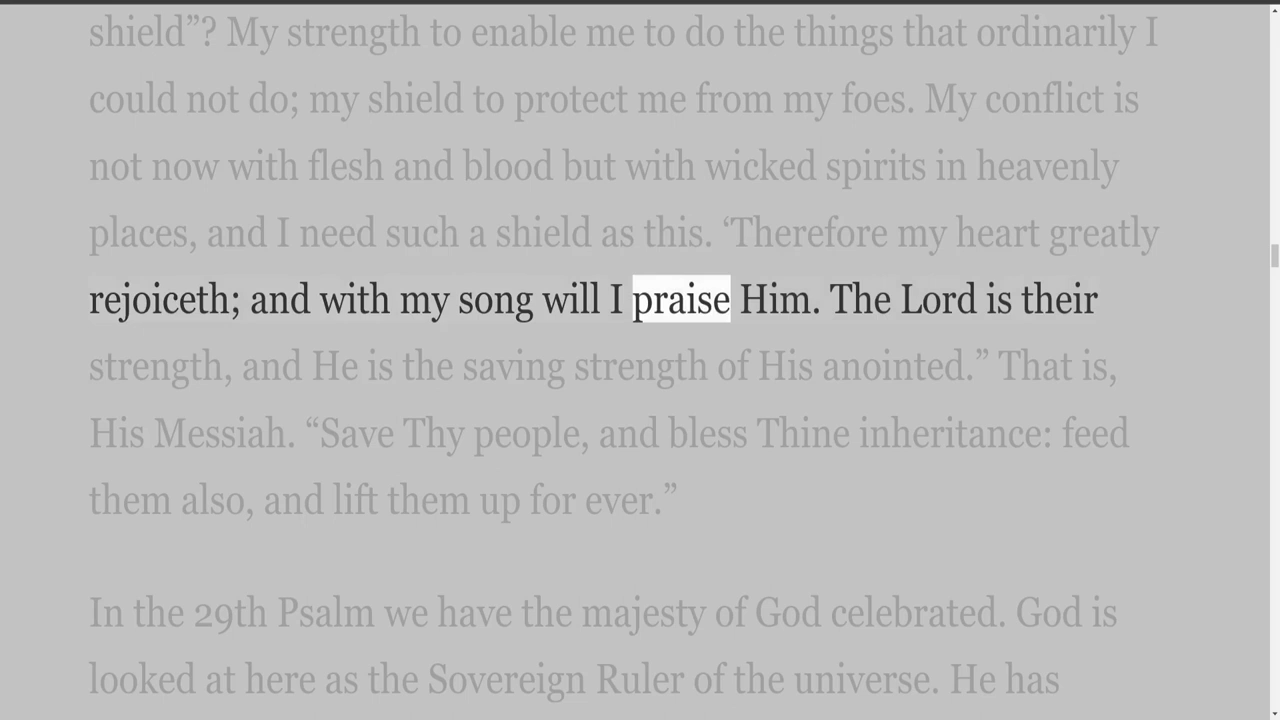 shield”? My strength to enable me to do the things that ordinarily I
could not do; my shield to protect me from my foes. My conflict is
not now with flesh and blood but with wicked spirits in heavenly
places, and I need such a shield as this. ‘Therefore my heart greatly
rejoiceth; and with my song will I praise Him. The Lord is their
strength, and He is the saving strength of His anointed.” That is,
His Messiah. “Save Thy people, and bless Thine inheritance: feed
them also, and lift them up for ever.”
In the 29th Psalm we have the majesty of God celebrated. God is
looked at here as the Sovereign Ruler of the universe. He has